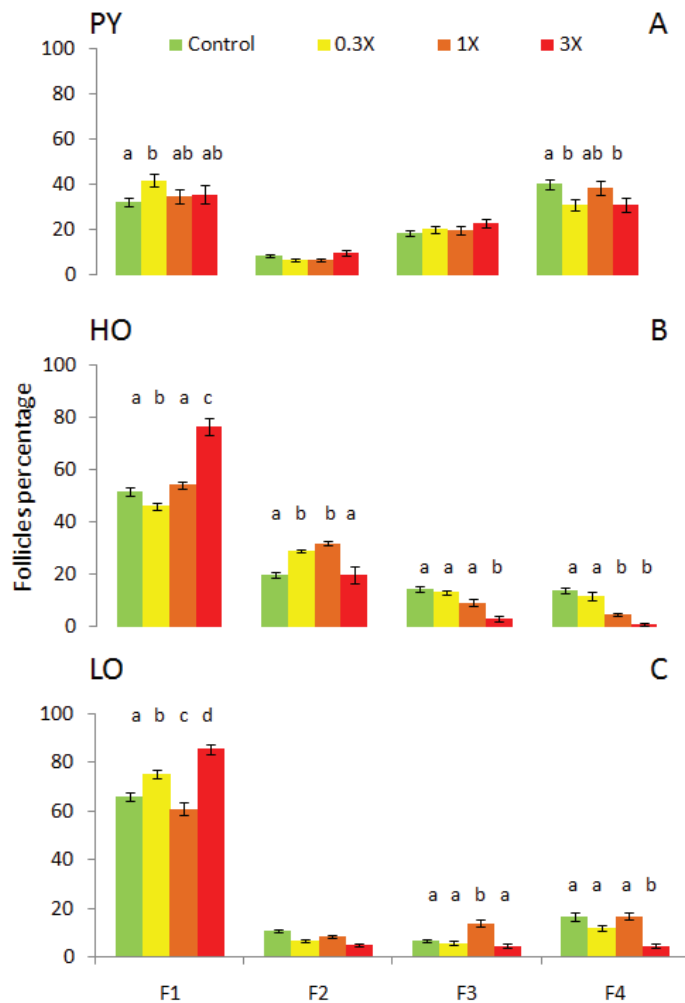 PY A
Control 0.3X 1X 3X
100
80
60
a b ab ab a b ab b
40
20
0
HO B
100
a b a c
80
60
a b b a
40
a a a b a a b b
20
0
Follicles percentage
LO C
100
a b c d
80
60
40
a a b a a a a b
20
0
F1 F2 F3 F4